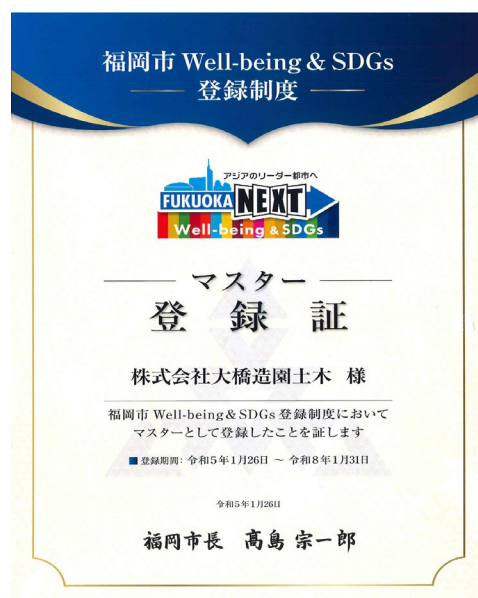 福岡市 Well-being & SDGs
登録制度
アジアのリーダー都市へ
FUKUOKA NEXT
Well-being & SDGs
マスター
登 録 証
株式会社大橋造園土木 様
福岡市 Well-being&SDGs 登録制度において
マスターとして登録したことを証します
■ 登録期間: 令和5年1月26日 ~ 令和8年1月31日
令和5年1月26日
福岡市長 髙島 宗一郎